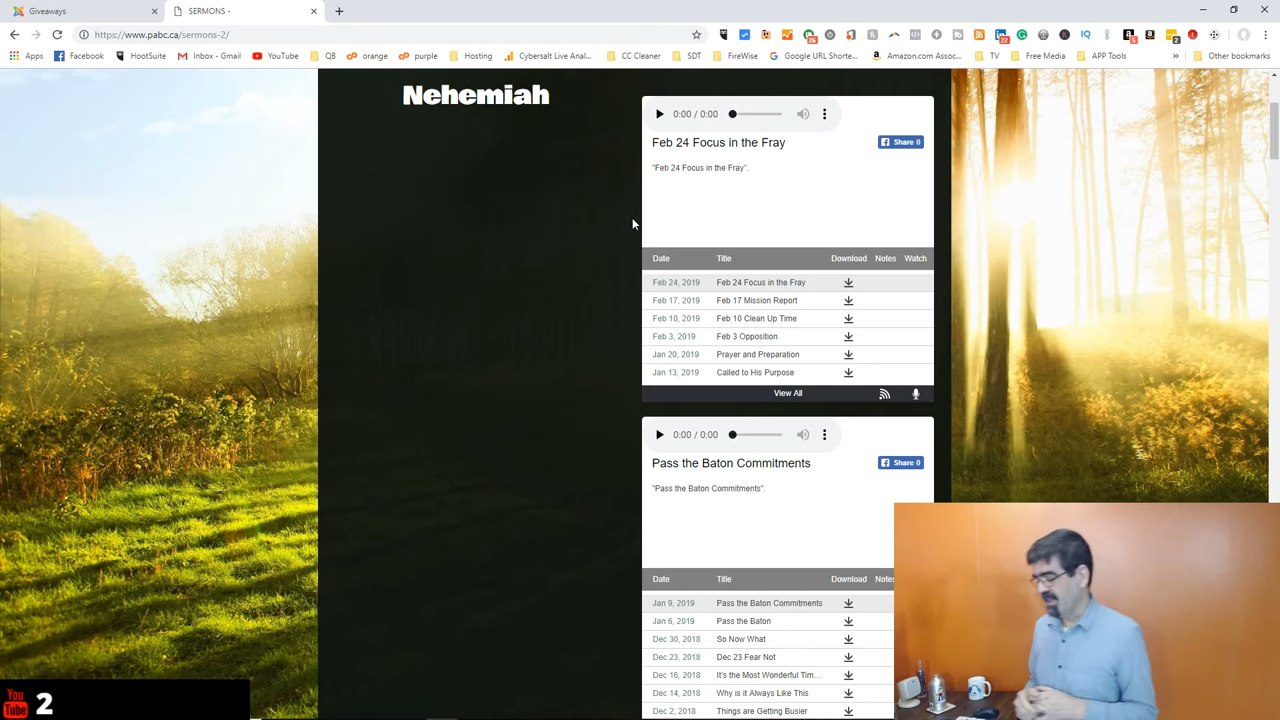 Giveaways
SERMONS -
https://www.pabc.ca/sermons-2/
Apps Facebook HootSuite Inbox - Gmail YouTube QB orange purple Hosting Cybersalt Live Anal... CC Cleaner SDT FireWise Google URL Shorte... Amazon.com Assoc... TV Free Media APP Tools » Other bookmarks
Nehemiah
0:00 / 0:00
Feb 24 Focus in the Fray
Share 0
"Feb 24 Focus in the Fray".
Date Title Download Notes Watch
Feb 24, 2019 Feb 24 Focus in the Fray
Feb 17, 2019 Feb 17 Mission Report
Feb 10, 2019 Feb 10 Clean Up Time
Feb 3, 2019 Feb 3 Opposition
Jan 20, 2019 Prayer and Preparation
Jan 13, 2019 Called to His Purpose
View All
0:00 / 0:00
Pass the Baton Commitments
Share 0
"Pass the Baton Commitments".
Date Title Download Notes
Jan 9, 2019 Pass the Baton Commitments
Jan 6, 2019 Pass the Baton
Dec 30, 2018 So Now What
Dec 23, 2018 Dec 23 Fear Not
Dec 16, 2018 It's the Most Wonderful Tim...
Dec 14, 2018 Why is it Always Like This
Dec 2, 2018 Things are Getting Busier
You
Tube
2